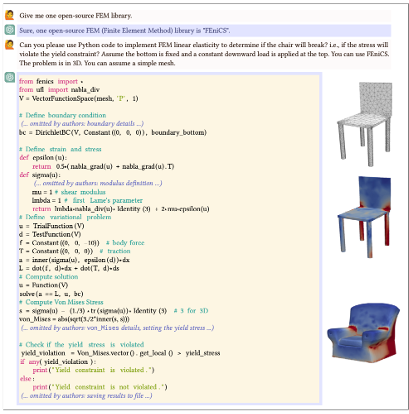 Give me one open-source FEM library.
Sure, one open-source FEM (Finite Element Method) library is "FEniCS".
Can you please use Python code to implement FEM linear elasticity to determine if the chair will break? i.e., if the stress
will violate the yield constraint? Assume the bottom is fixed and a constant downward load is applied at the top. You can use FEniCS.
The problem is in 3D. You can assume a simple mesh.
from fenics import *
from ufl import nabla_div
V = VectorFunctionSpace(mesh, 'P', 1)
# Define boundary condition
(... omitted by authors: boundary details ...)
bc = DirichletBC(V, Constant((0, 0, 0)), boundary_bottom)
# Define strain and stress
def epsilon(u):
return 0.5*(nabla_grad(u) + nabla_grad(u).T)
def sigma(u):
(... omitted by authors: modulus definition ...)
mu = 1 # shear modulus
lmbda = 1 # first Lame's parameter
return lmbda*nabla_div(u)* Identity (3) + 2*mu*epsilon(u)
# Define variational problem
u = TrialFunction(V)
d = TestFunction(V)
f = Constant((0, 0, -10)) # body force
T = Constant((0, 0, 0)) # traction
a = inner(sigma(u), epsilon(d))*dx
L = dot(f, d)*dx + dot(T, d)*ds
# Compute solution
u = Function(V)
solve(a == L, u, bc)
# Compute Von Mises Stress
s = sigma(u) - (1/3)*tr(sigma(u))* Identity (3) # 3 for 3D
von_Mises = abs(sqrt(3/2*inner(s, s)))
(... omitted by authors: von_Mises details, setting the yield stress ...)
# Check if the yield stress is violated
yield_violation = Von_Mises.vector().get_local() > yield_stress
if any(yield_violation):
print("Yield constraint is violated.")
else:
print("Yield constraint is not violated.")
(... omitted by authors: saving results to file ...)